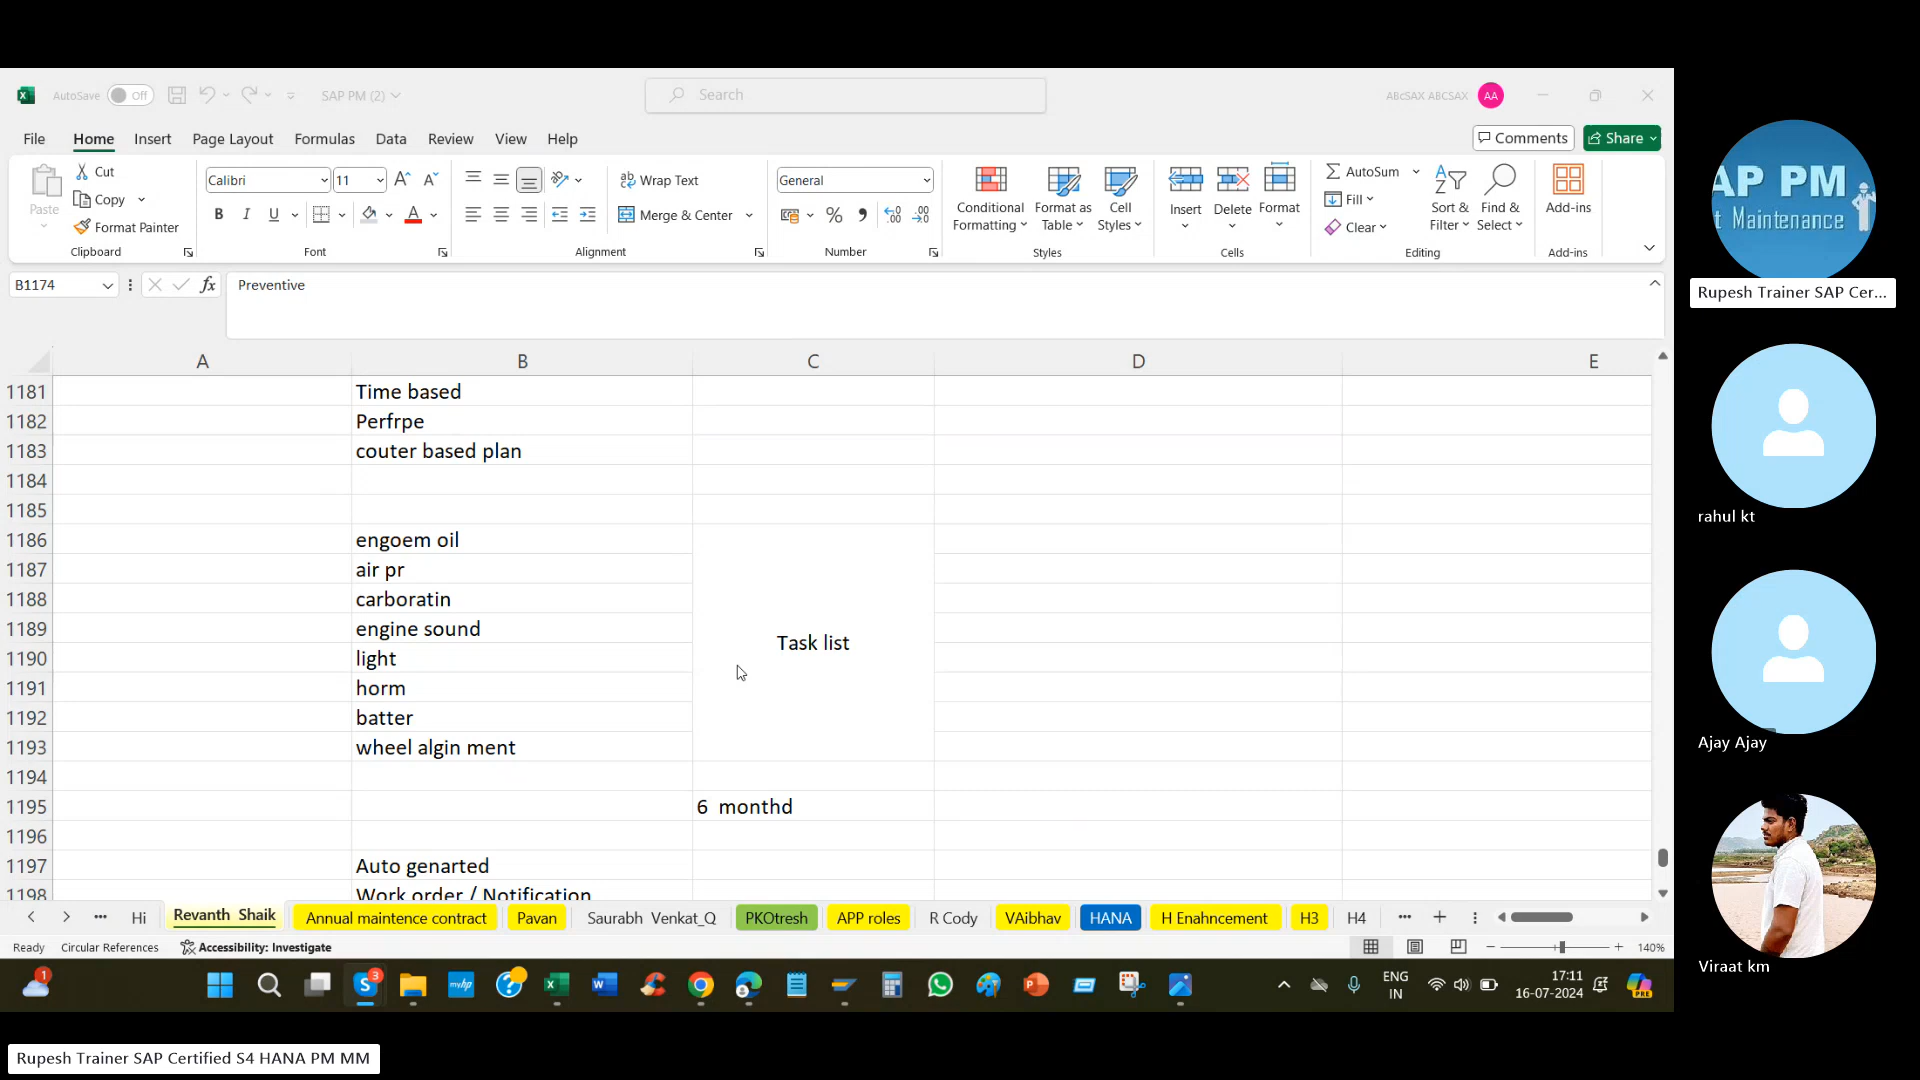 AutoSave Off SAP PM (2) Search ABcSAX ABCSAX AA
File Home Insert Page Layout Formulas Data Review View Help Comments Share
Paste Cut Copy Format Painter Clipboard
Calibri 11 B I U A Font
Wrap Text Merge & Center Alignment
General % Number
Conditional Formatting Format as Table Cell Styles Styles
Insert Delete Format Cells
AutoSum Fill Clear Sort & Filter Find & Select Editing
Add-ins Add-ins
B1174 fx Preventive
A B C D E
1181 Time based
1182 Perfrpe
1183 couter based plan
1184
1185
1186 engoem oil
1187 air pr
1188 carboratin
1189 engine sound
Task list
1190 light
1191 horm
1192 batter
1193 wheel algin ment
1194
1195 6 monthd
1196
1197 Auto genarted
1198 Work order / Notification
Hi Revanth Shaik Annual maintence contract Pavan Saurabh Venkat_Q PKOtresh APP roles R Cody VAibhav HANA H Enahncement H3 H4
Ready Circular References Accessibility: Investigate 140%
1 3 myhp ENG IN 17:11 16-07-2024 PRE
AP PM
t Maintenance
Rupesh Trainer SAP Cer...
rahul kt
Ajay Ajay
Viraat km
Rupesh Trainer SAP Certified S4 HANA PM MM